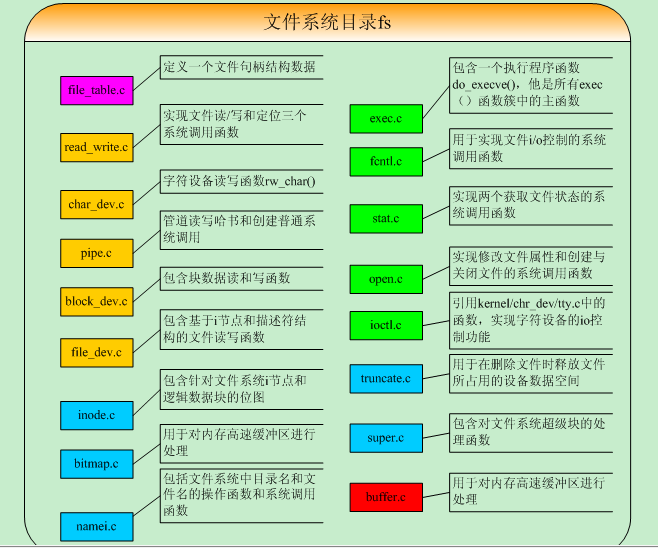 文件系统目录fs
file_table.c
定义一个文件句柄结构数据
read_write.c
实现文件读/写和定位三个
系统调用函数
char_dev.c
字符设备读写函数rw_char()
pipe.c
管道读写哈书和创建普通系
统调用
block_dev.c
包含块数据读和写函数
file_dev.c
包含基于i节点和描述符结
构的文件读写函数
inode.c
包含针对文件系统i节点和
逻辑数据块的位图
bitmap.c
用于对内存高速缓冲区进行
处理
namei.c
包括文件系统中目录名和文
件名的操作函数和系统调用
函数
exec.c
包含一个执行程序函数
do_execve(),他是所有exec
（）函数簇中的主函数
fcntl.c
用于实现文件i/o控制的系统
调用函数
stat.c
实现两个获取文件状态的系
统调用函数
open.c
实现修改文件属性和创建与
关闭文件的系统调用函数
ioctl.c
引用kernel/chr_dev/tty.c中的
函数，实现字符设备的io控
制功能
truncate.c
用于在删除文件时释放文件
所占用的设备数据空间
super.c
包含对文件系统超级块的处
理函数
buffer.c
用于对内存高速缓冲区进行
处理